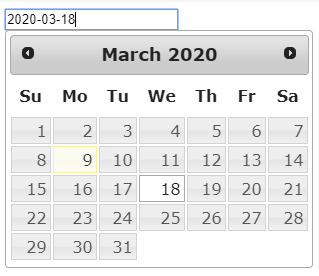 2020-03-18
March 2020
Su Mo Tu We Th Fr Sa
1 2 3 4 5 6 7
8 9 10 11 12 13 14
15 16 17 18 19 20 21
22 23 24 25 26 27 28
29 30 31